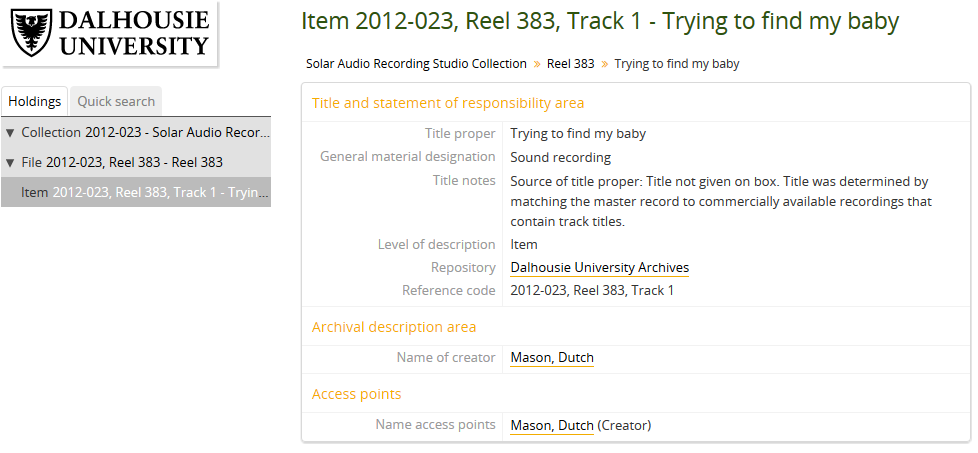 DALHOUSIE
UNIVERSITY
Holdings
Quick search
▼ Collection 2012-023 - Solar Audio Recor...
▼ File 2012-023, Reel 383 - Reel 383
Item 2012-023, Reel 383, Track 1 - Tryin...
Item 2012-023, Reel 383, Track 1 - Trying to find my baby
Solar Audio Recording Studio Collection » Reel 383 » Trying to find my baby
Title and statement of responsibility area
Title proper Trying to find my baby
General material designation Sound recording
Title notes Source of title proper: Title not given on box. Title was determined by
matching the master record to commercially available recordings that
contain track titles.
Level of description Item
Repository Dalhousie University Archives
Reference code 2012-023, Reel 383, Track 1
Archival description area
Name of creator Mason, Dutch
Access points
Name access points Mason, Dutch (Creator)